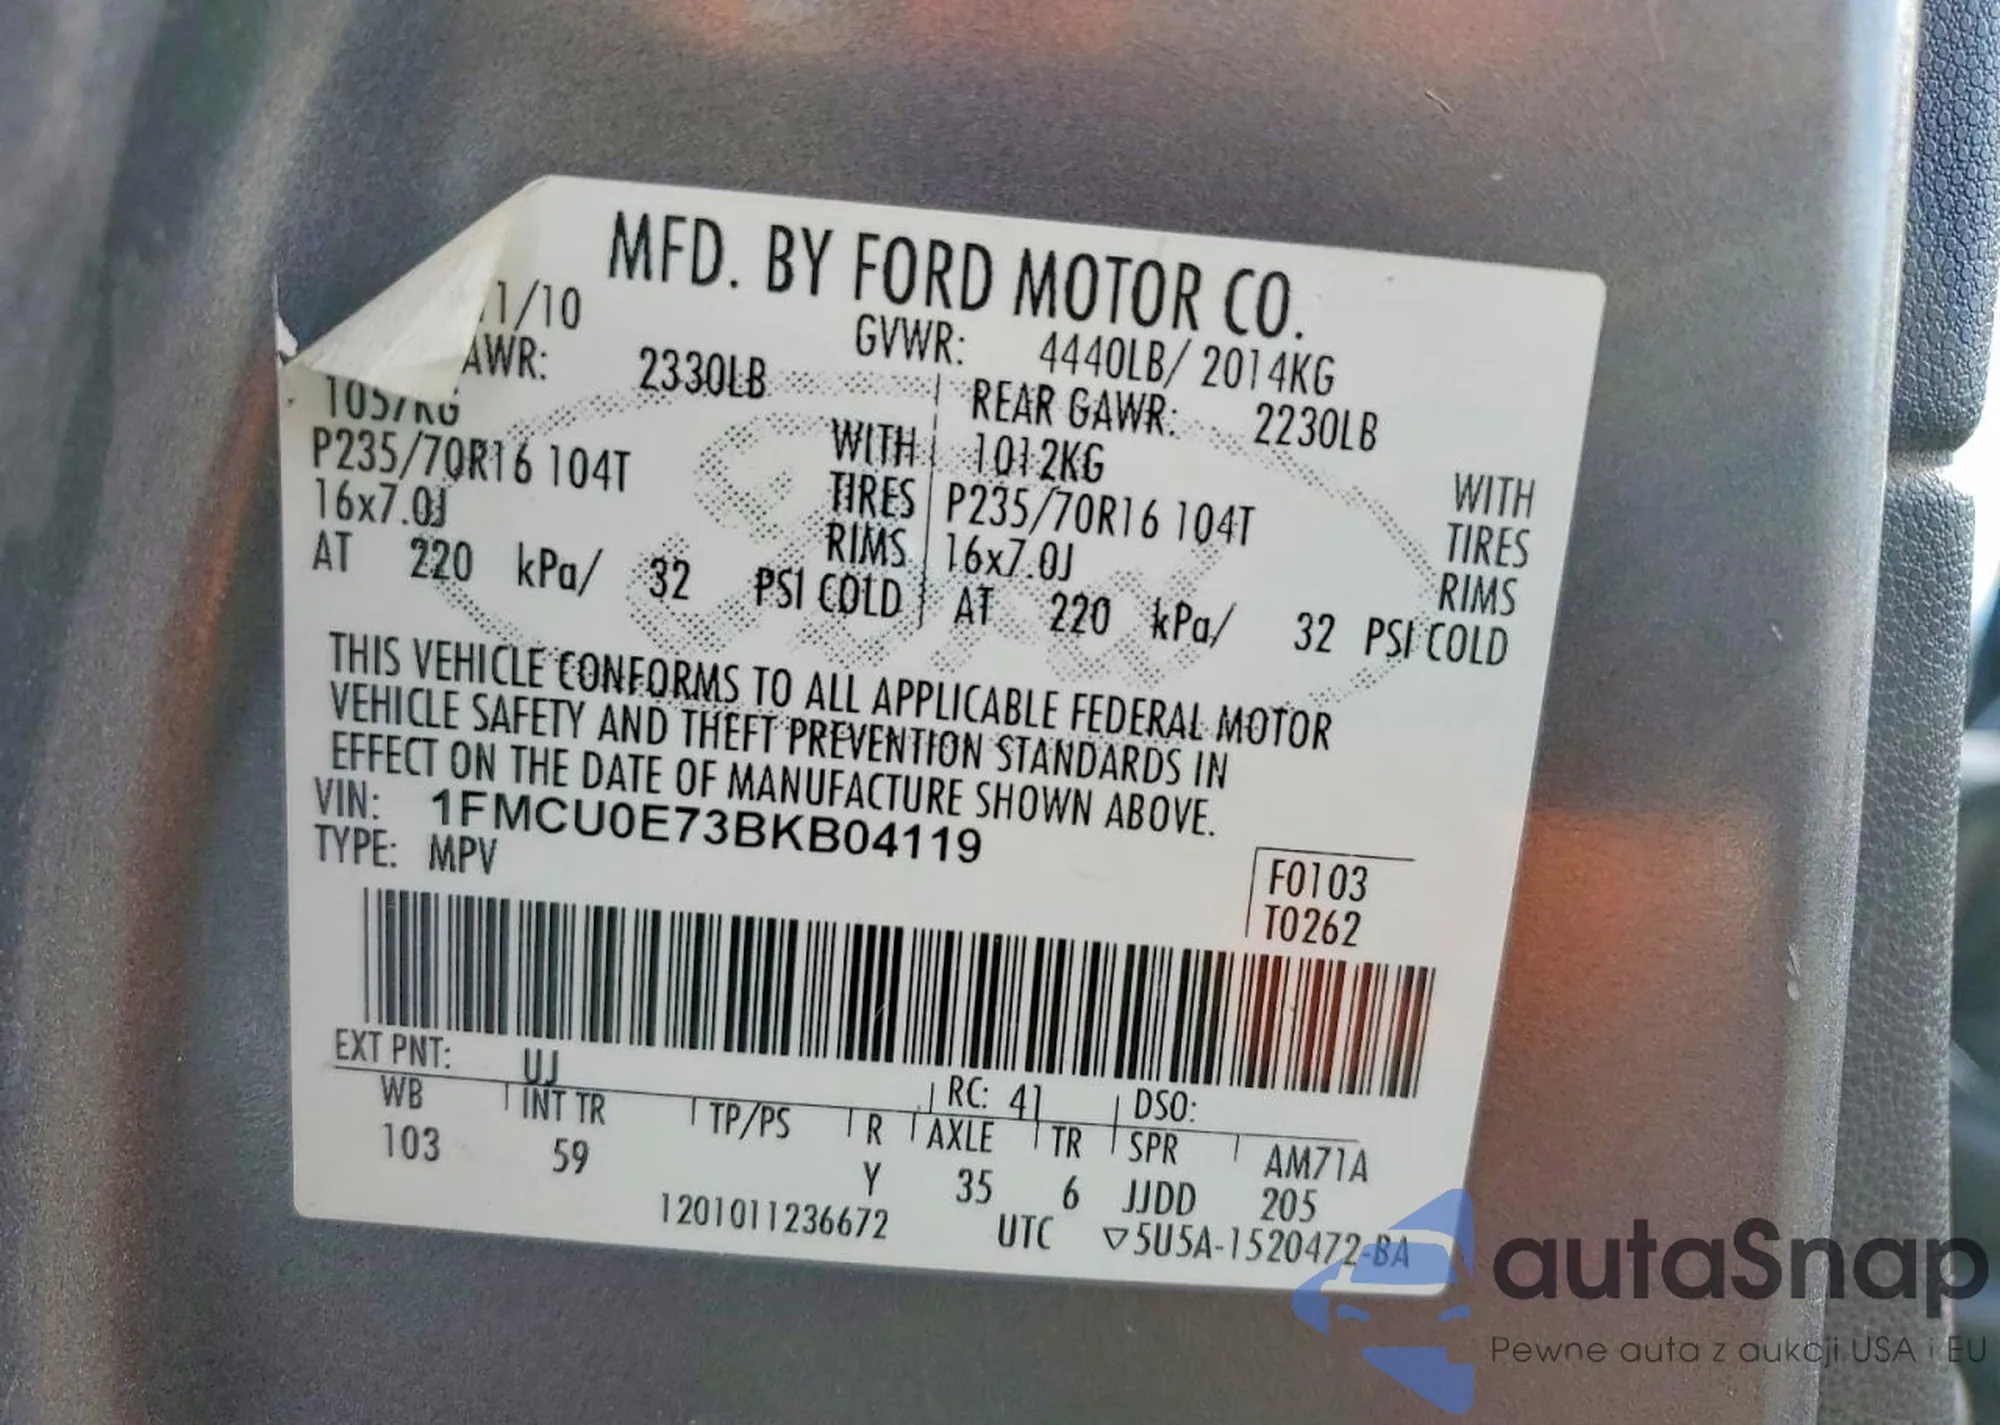 MFD. BY FORD MOTOR CO.
1/10
GVWR: 4440LB/ 2014KG
AWR: 2330LB
REAR GAWR: 2230LB
1057KG WITH
1012KG WITH
P235/70R16 104T TIRES
P235/70R16 104T TIRES
16x7.0J RIMS
16x7.0J RIMS
AT 220 kPa/ 32 PSI COLD
AT 220 kPa/ 32 PSI COLD
THIS VEHICLE CONFORMS TO ALL APPLICABLE FEDERAL MOTOR
VEHICLE SAFETY AND THEFT PREVENTION STANDARDS IN
EFFECT ON THE DATE OF MANUFACTURE SHOWN ABOVE.
VIN: 1FMCU0E73BKB04119
TYPE: MPV
F0103
T0262
EXT PNT: UJ RC: 41 DSO:
WB INT TR TP/PS R AXLE TR SPR AM71A
103 59 Y 35 6 JJDD 205
1201011236672 UTC ▽5U5A-1520472-BA
autaSnap
Pewne auta z aukcji USA i EU